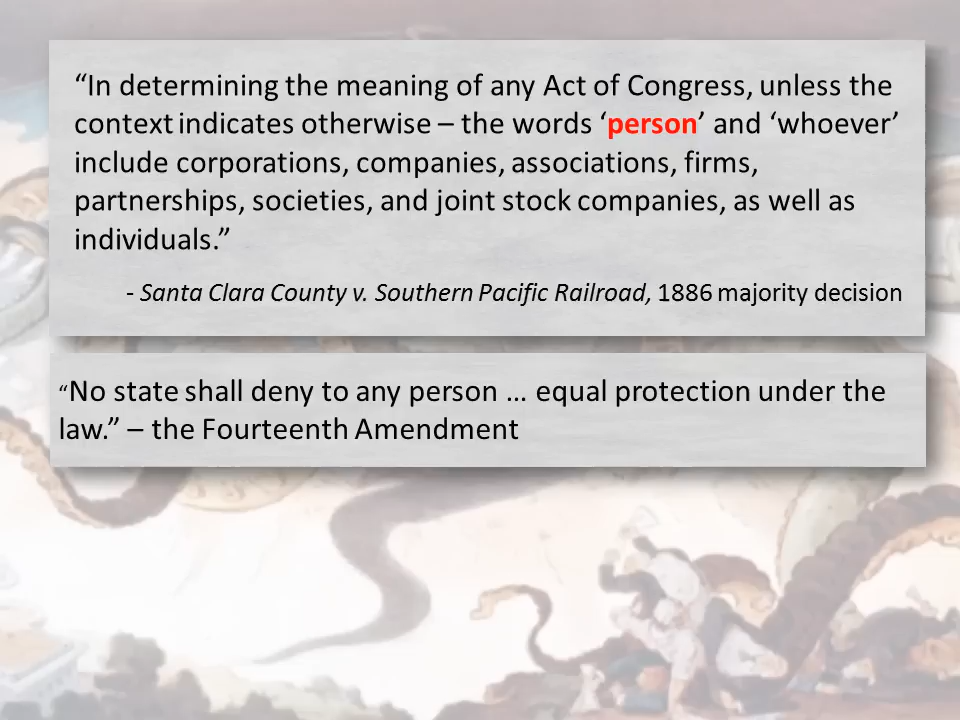 “In determining the meaning of any Act of Congress, unless the
context indicates otherwise – the words ‘person’ and ‘whoever’
include corporations, companies, associations, firms,
partnerships, societies, and joint stock companies, as well as
individuals.”
- Santa Clara County v. Southern Pacific Railroad, 1886 majority decision
“No state shall deny to any person … equal protection under the
law.” – the Fourteenth Amendment